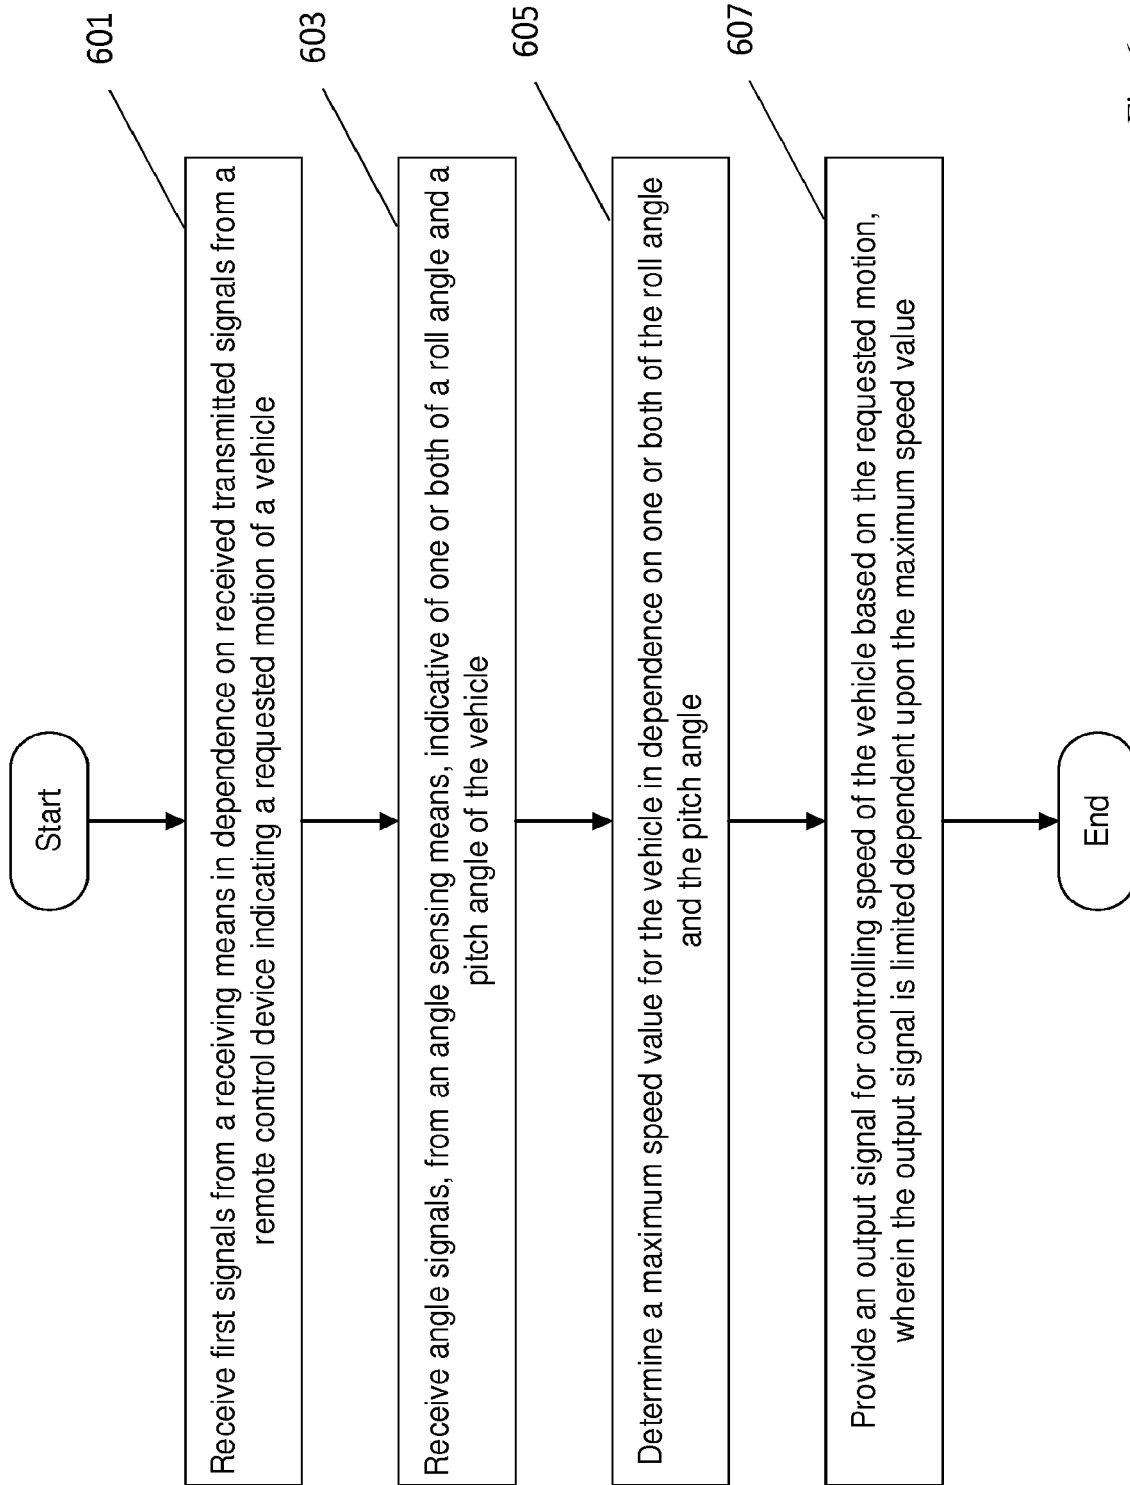 Start
601
Receive first signals from a receiving means in dependence on received transmitted signals from a
remote control device indicating a requested motion of a vehicle
603
Receive angle signals, from an angle sensing means, indicative of one or both of a roll angle and a
pitch angle of the vehicle
605
Determine a maximum speed value for the vehicle in dependence on one or both of the roll angle
and the pitch angle
607
Provide an output signal for controlling speed of the vehicle based on the requested motion,
wherein the output signal is limited dependent upon the maximum speed value
End